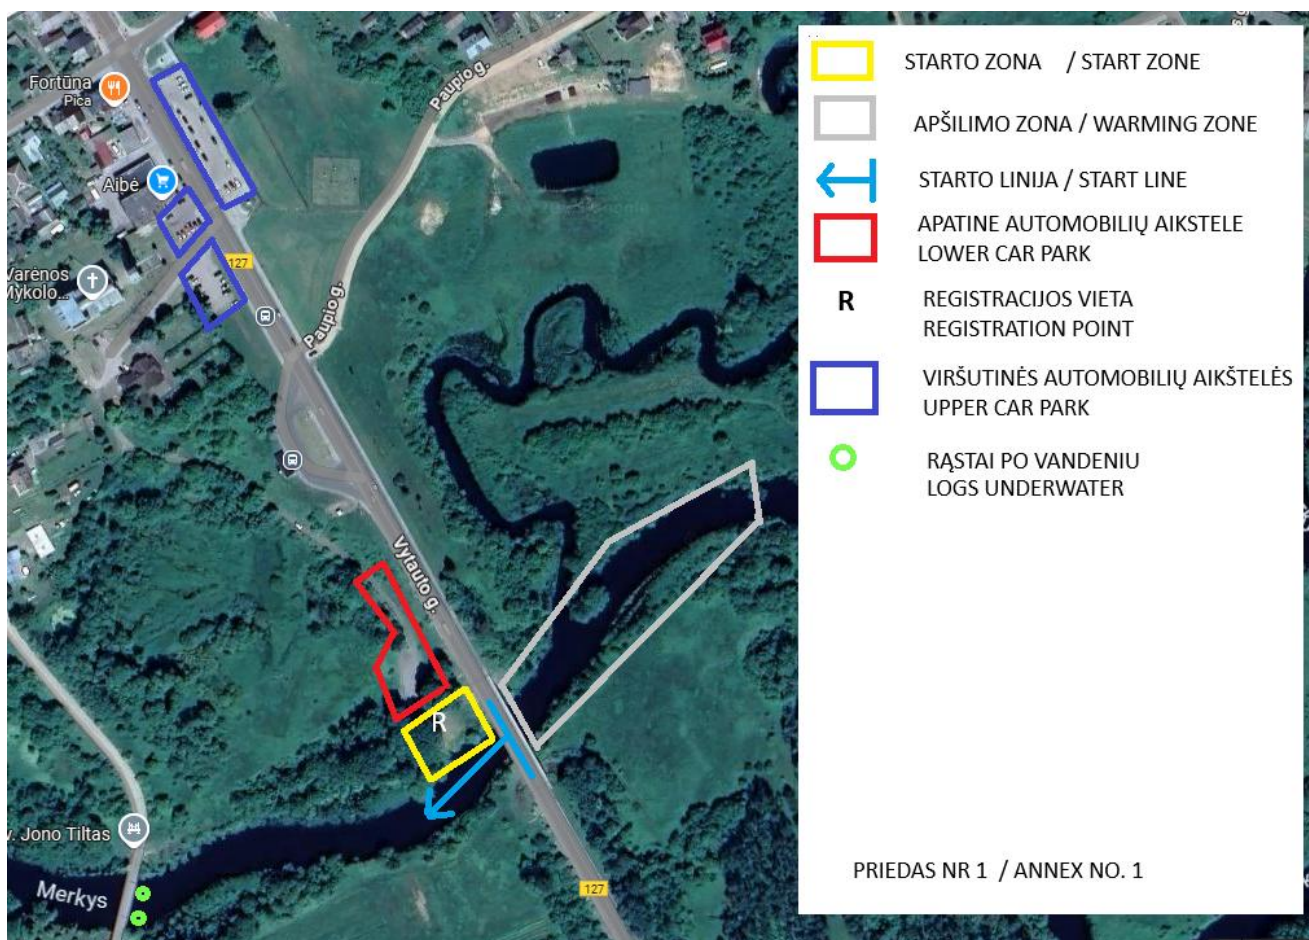 Fortūna
Pica
Aibė
Varėnos
Mykolo...
127
Paupio g.
Paupio g.
Vytauto g.
R
Jono Tiltas
Merkys
127
STARTO ZONA / START ZONE
APŠILIMO ZONA / WARMING ZONE
STARTO LINIJA / START LINE
APATINE AUTOMOBILIŲ AIKSTELE
LOWER CAR PARK
R
REGISTRACIJOS VIETA
REGISTRATION POINT
VIRŠUTINĖS AUTOMOBILIŲ AIKŠTELĖS
UPPER CAR PARK
RĄSTAI PO VANDENIU
LOGS UNDERWATER
PRIEDAS NR 1 / ANNEX NO. 1